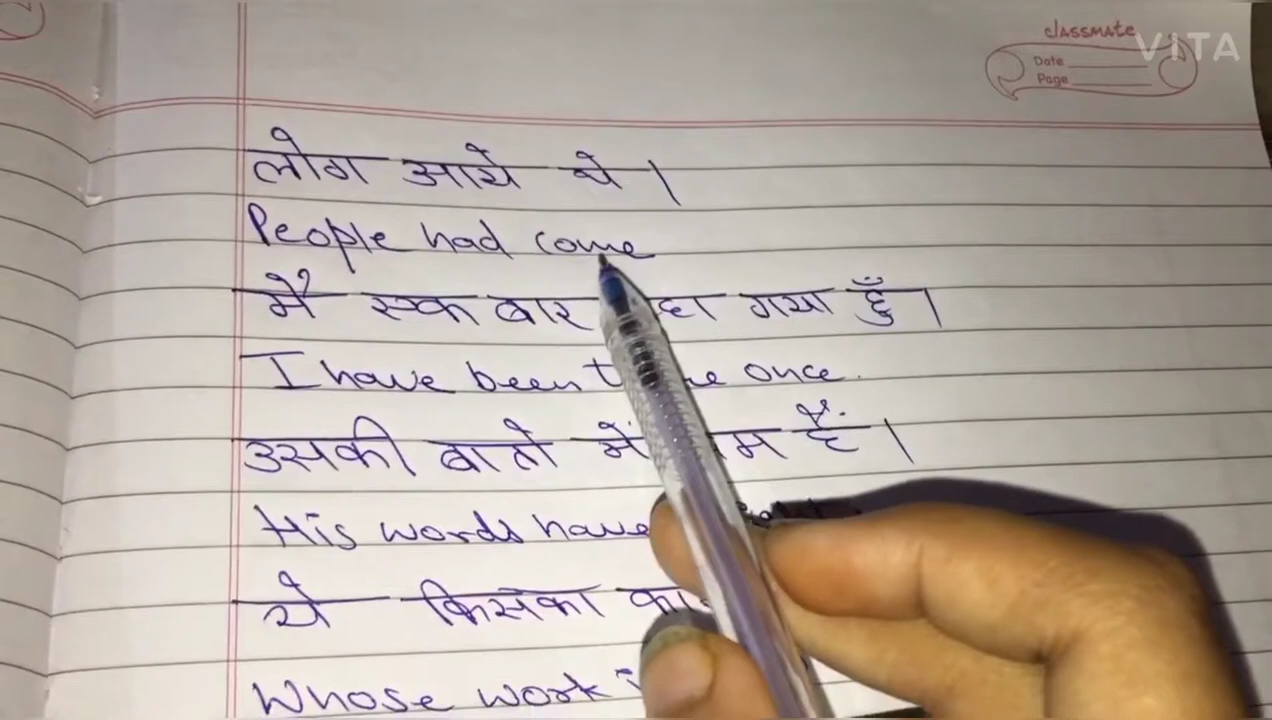 classmate
VITA
Date
Page
लोग आये थे।
People had come
मैं एक बार गया हूँ।
I have been once.
उसकी बातो में है।
His words have
ये किसका
Whose work